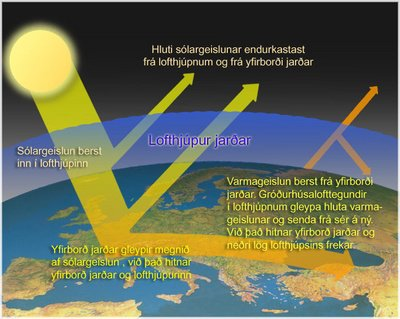 Hluti sólargeislunar endurkastast
frá lofthjúpnum og frá yfirborði jarðar
Lofthjúpur jarðar
Sólargeislun berst
inn í lofthjúpinn
Varmageislun berst frá yfirborði
jarðar. Gróðurhúsalofttegundir
í lofthjúpnum gleypa hluta varma-
geislunar og senda frá sér á ný.
Við það hitnar yfirborð jarðar og
neðri lög lofthjúpsins frekar.
Yfirborð jarðar gleypir megnið
af sólargeislun , við það hitnar
yfirborð jarðar og lofthjúpurinn